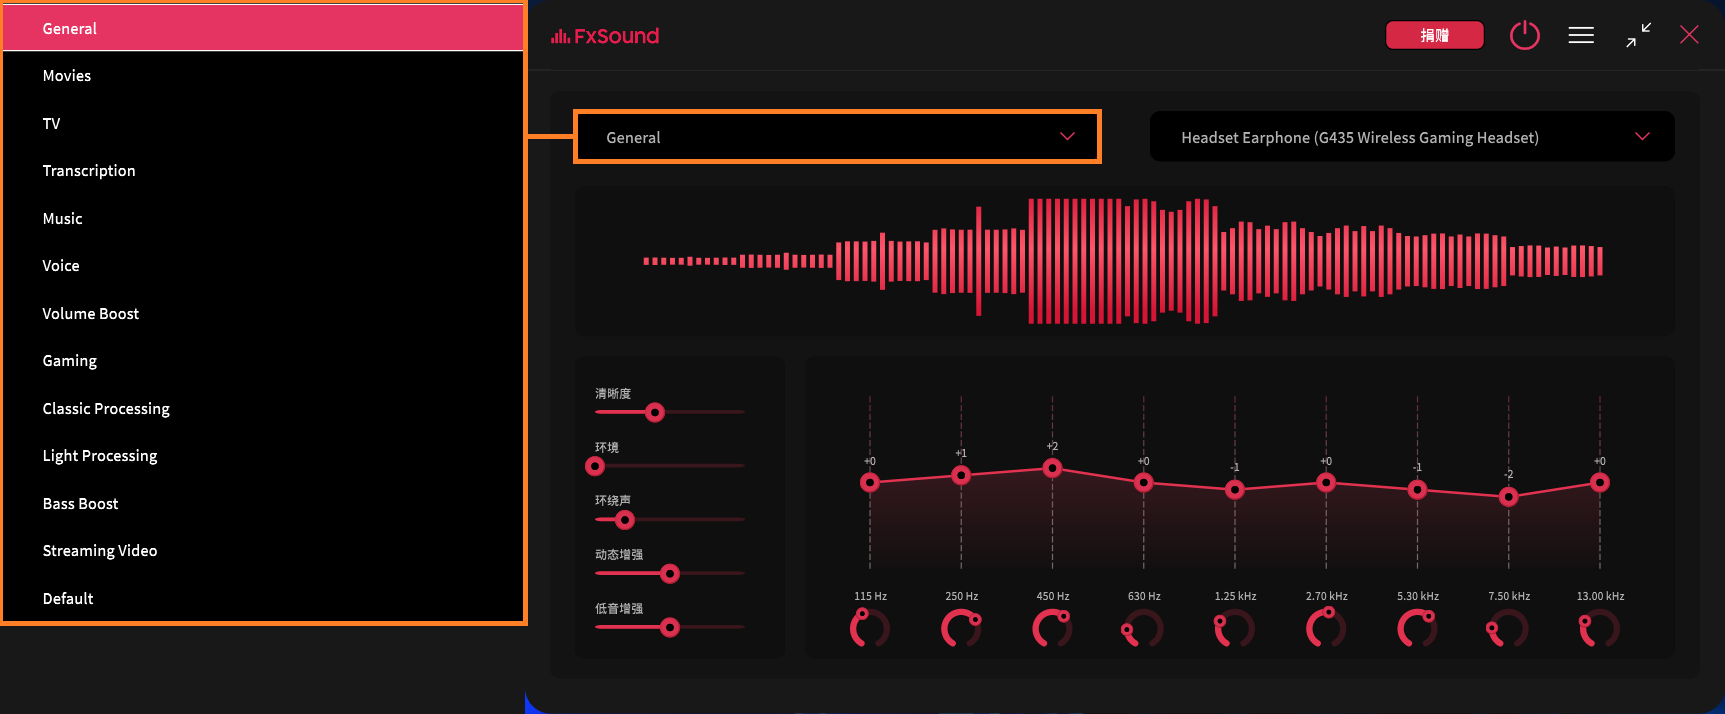 General
Movies
TV
Transcription
Music
Voice
Volume Boost
Gaming
Classic Processing
Light Processing
Bass Boost
Streaming Video
Default
FxSound
捐赠
General
Headset Earphone (G435 Wireless Gaming Headset)
清晰度
环境
环绕声
动态增强
低音增强
+0 +1 +2 +0 -1 +0 -1 -2 +0
115 Hz 250 Hz 450 Hz 630 Hz 1.25 kHz 2.70 kHz 5.30 kHz 7.50 kHz 13.00 kHz